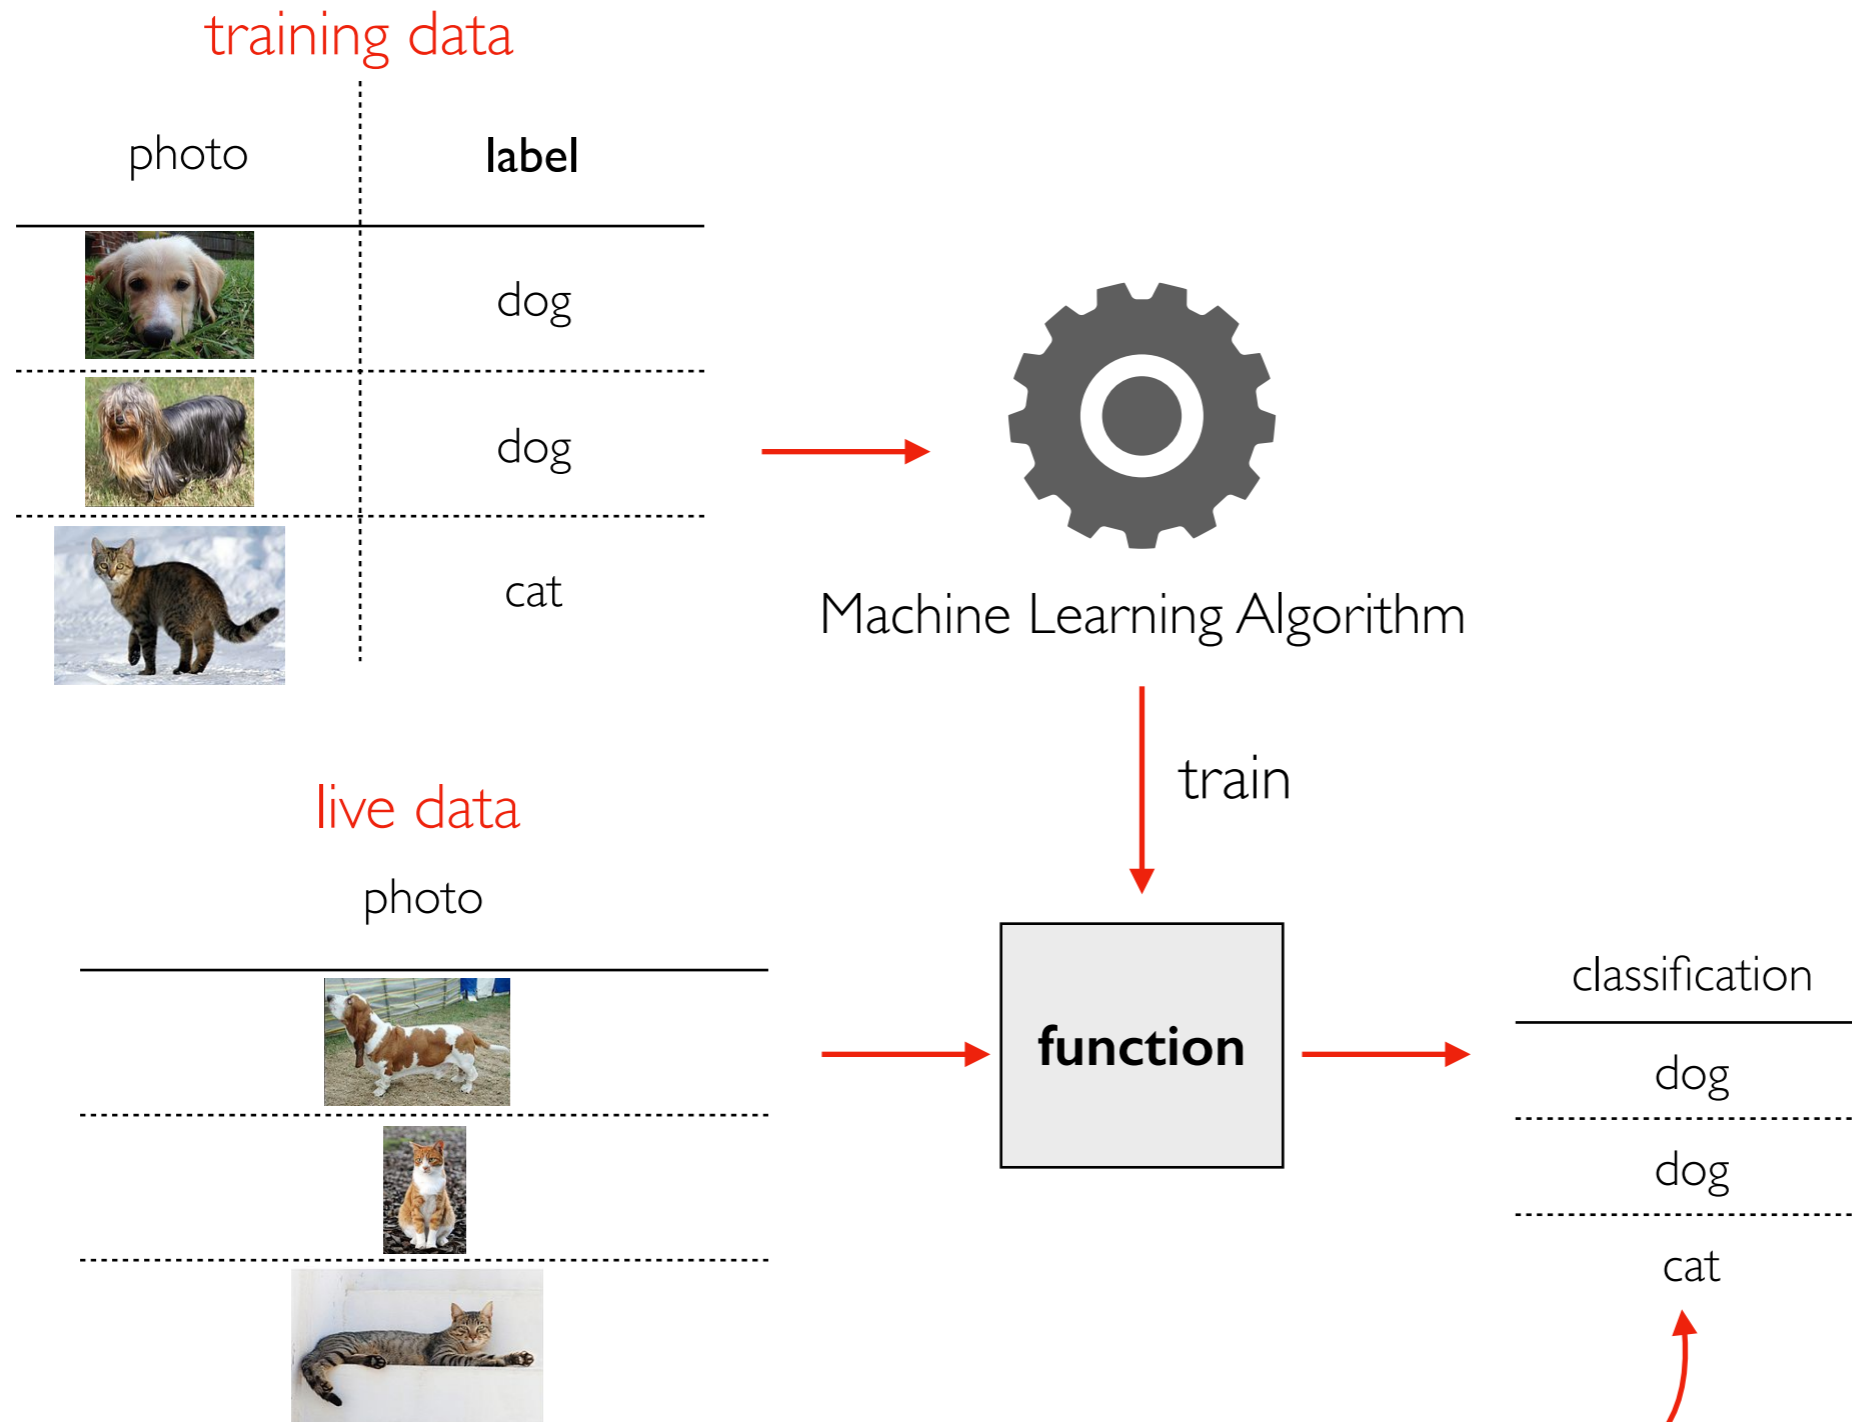 training data
photo label
dog
dog
cat
Machine Learning Algorithm
train
live data
photo
function
classification
dog
dog
cat